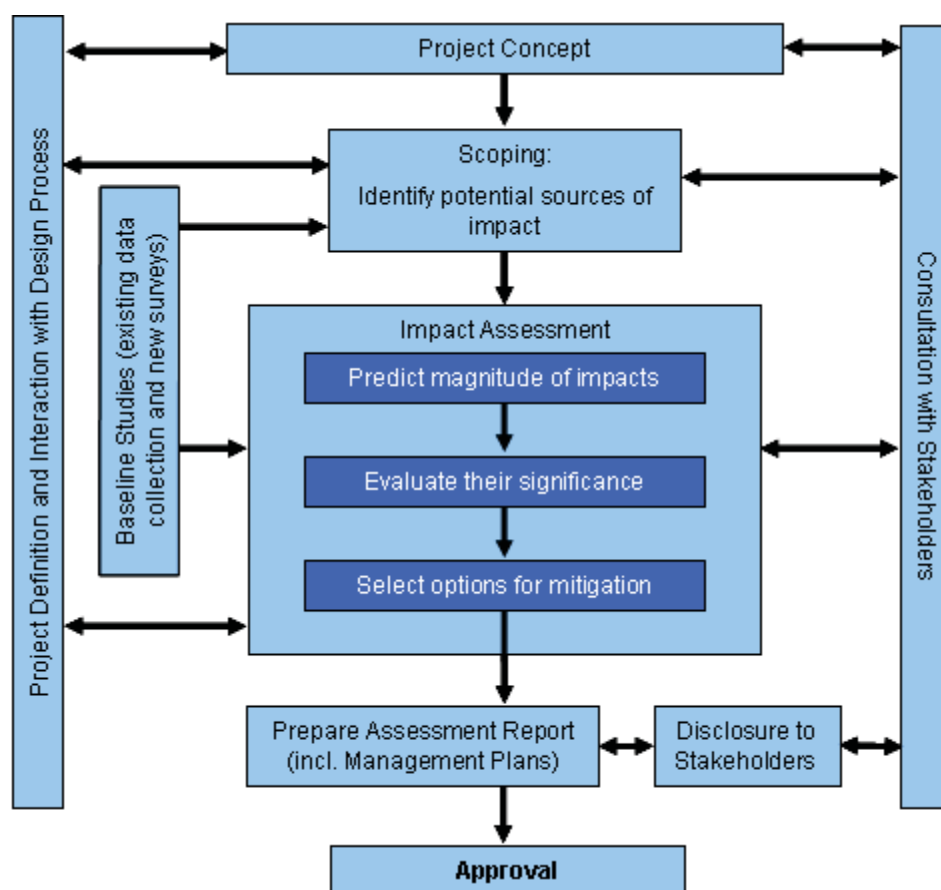 Project Concept
Project Definition and Interaction with Design Process
Scoping:
Identify potential sources of
impact
Consultation with Stakeholders
Baseline Studies (existing data
collection and new surveys)
Impact Assessment
Predict magnitude of impacts
Evaluate their significance
Select options for mitigation
Prepare Assessment Report
(incl. Management Plans)
Disclosure to
Stakeholders
Approval